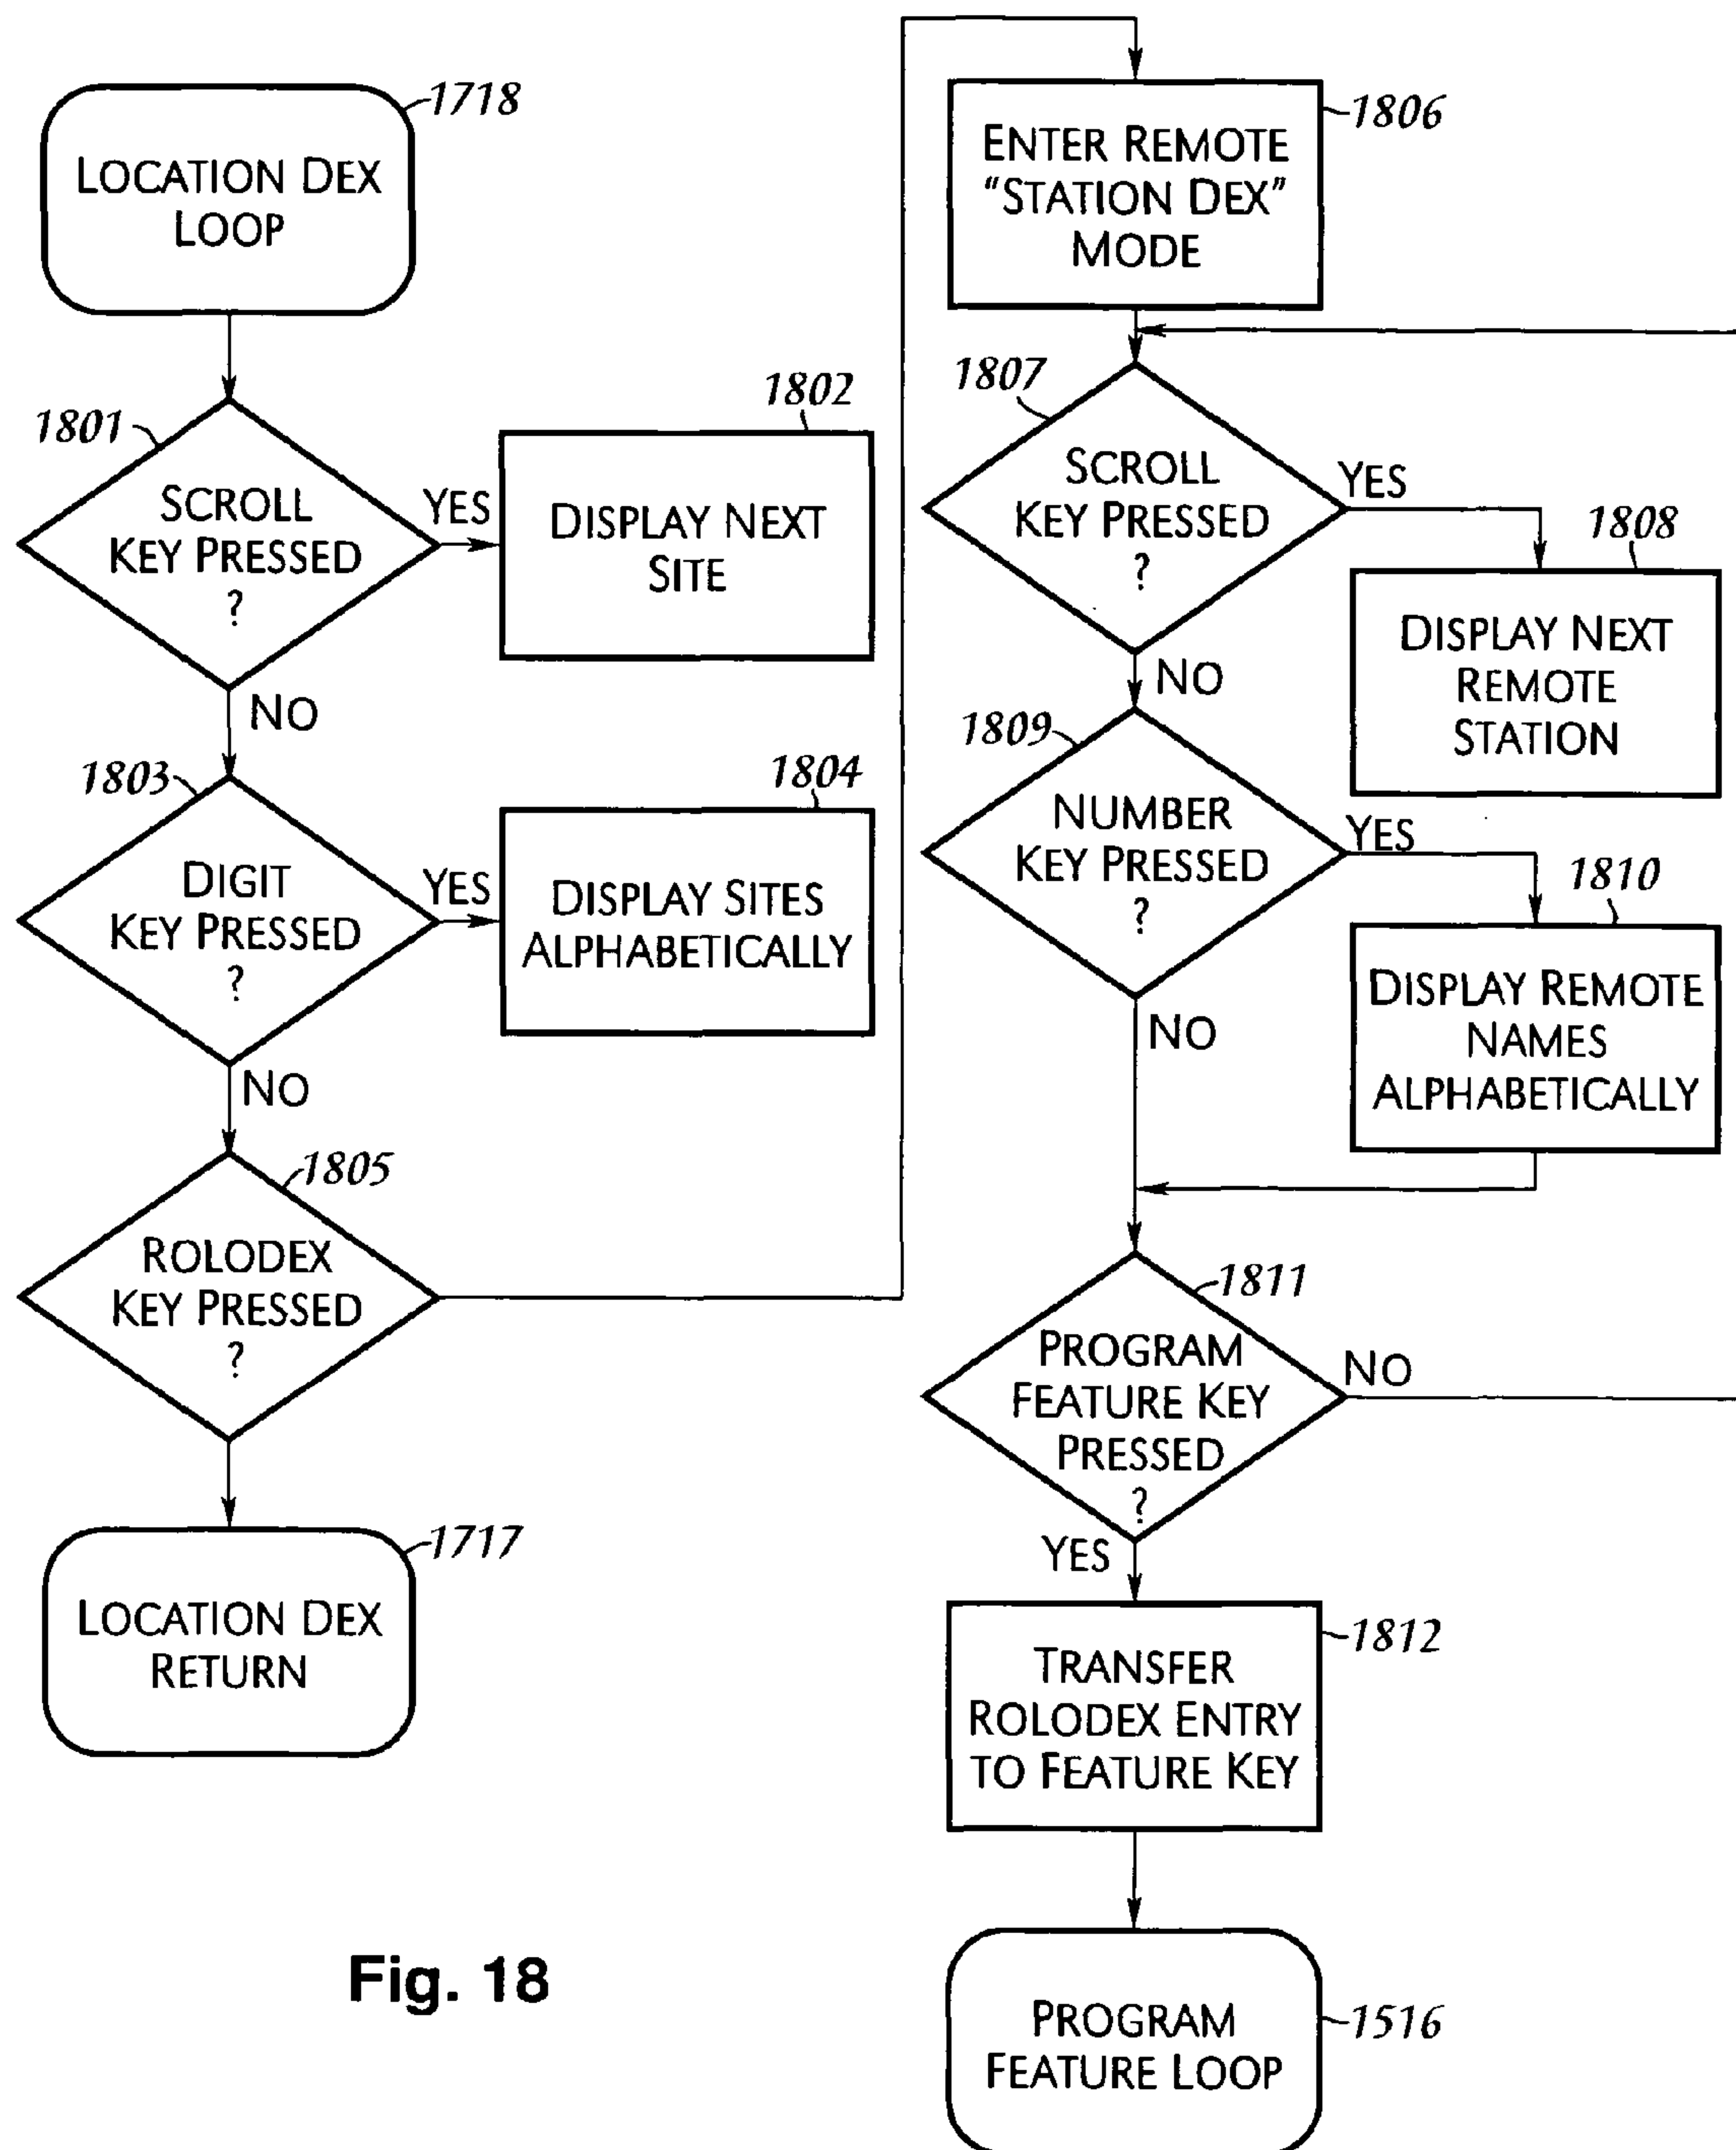 1718
LOCATION DEX
LOOP
1801
SCROLL
KEY PRESSED
?
YES
NO
1802
DISPLAY NEXT
SITE
1803
DIGIT
KEY PRESSED
?
YES
NO
1804
DISPLAY SITES
ALPHABETICALLY
1805
ROLODEX
KEY PRESSED
?
1717
LOCATION DEX
RETURN
1806
ENTER REMOTE
"STATION DEX"
MODE
1807
SCROLL
KEY PRESSED
?
YES
NO
1808
DISPLAY NEXT
REMOTE
STATION
1809
NUMBER
KEY PRESSED
?
YES
NO
1810
DISPLAY REMOTE
NAMES
ALPHABETICALLY
1811
PROGRAM
FEATURE KEY
PRESSED
?
NO
YES
1812
TRANSFER
ROLODEX ENTRY
TO FEATURE KEY
1516
PROGRAM
FEATURE LOOP
Fig. 18